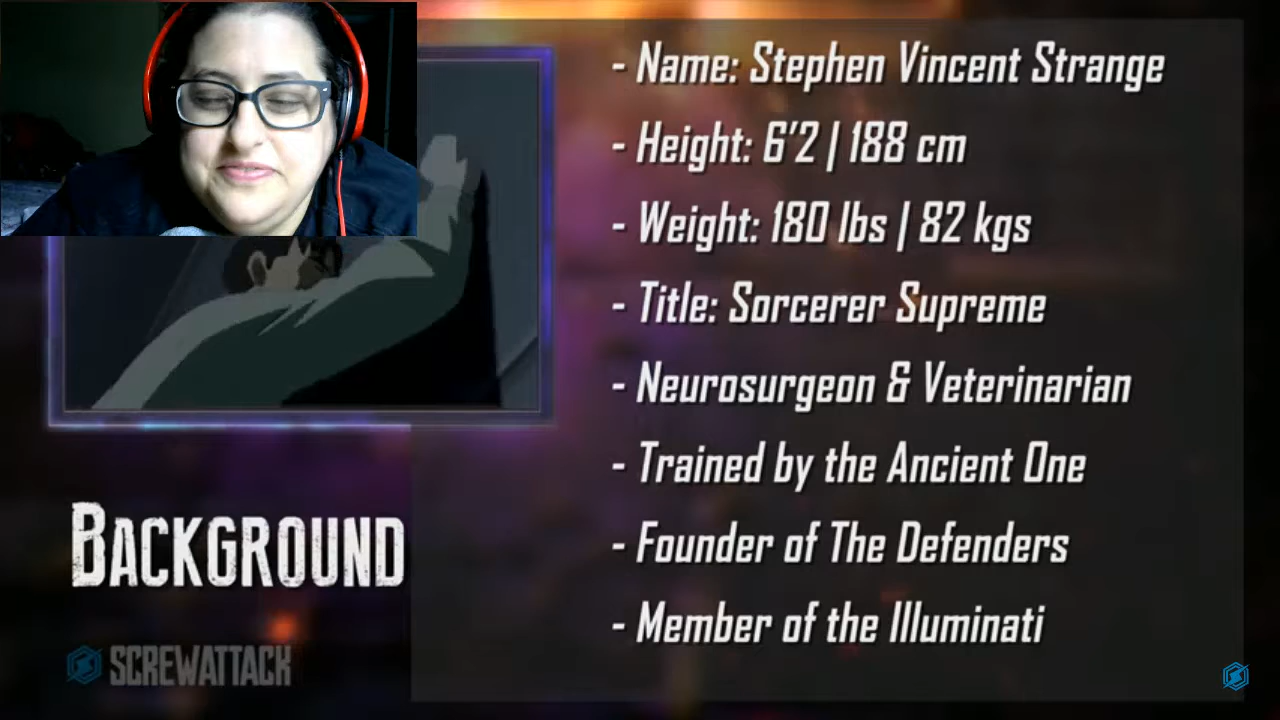 - Name: Stephen Vincent Strange
- Height: 6'2 | 188 cm
- Weight: 180 lbs | 82 kgs
- Title: Sorcerer Supreme
- Neurosurgeon & Veterinarian
- Trained by the Ancient One
- Founder of The Defenders
- Member of the Illuminati
BACKGROUND
SCREWATTACK